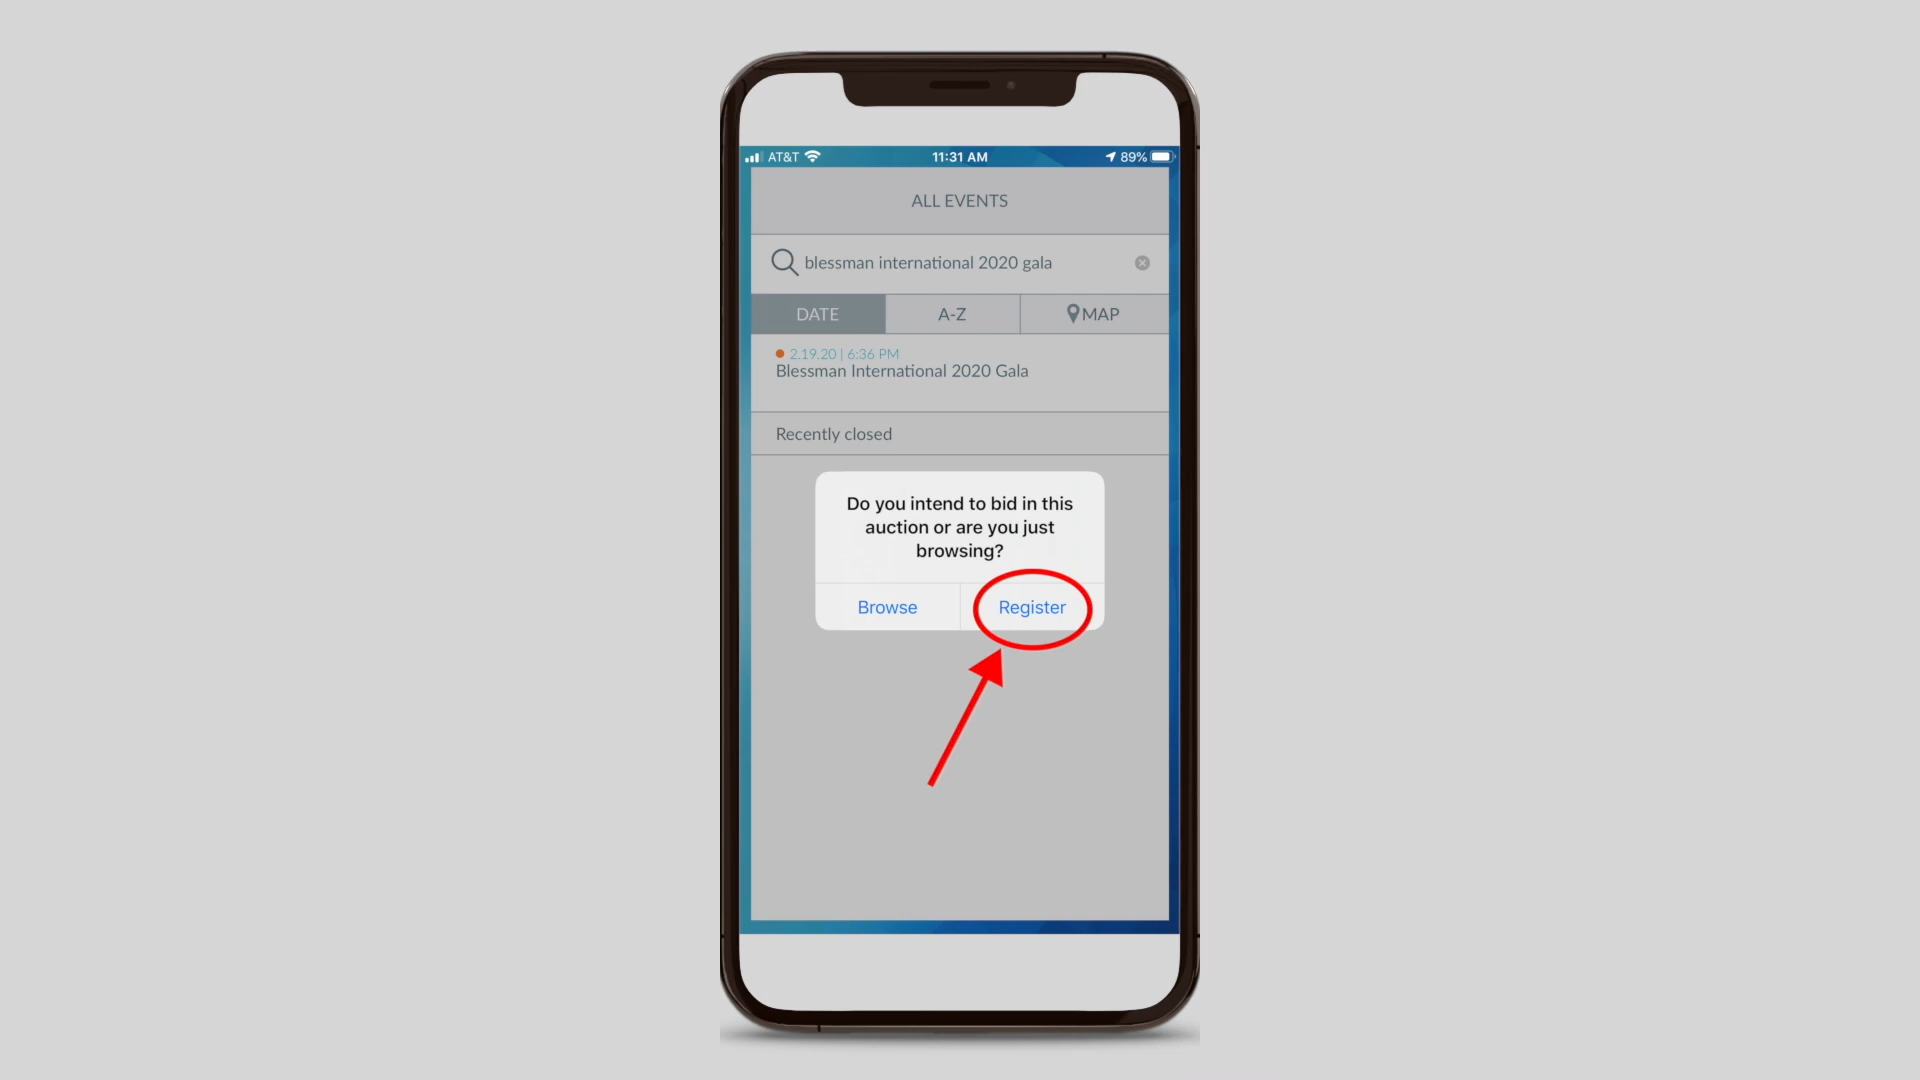 AT&T 11:31 AM 89%
ALL EVENTS
blessman international 2020 gala
DATE A-Z MAP
2.19.20 | 6:36 PM
Blessman International 2020 Gala
Recently closed
Do you intend to bid in this
auction or are you just
browsing?
Browse Register